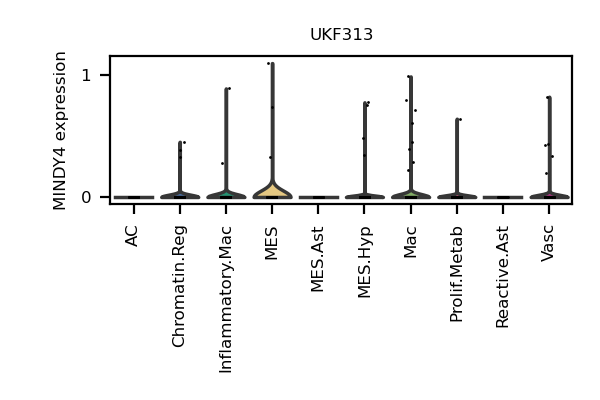 UKF313
MINDY4 expression
1
0
AC
Chromatin.Reg
Inflammatory.Mac
MES
MES.Ast
MES.Hyp
Mac
Prolif.Metab
Reactive.Ast
Vasc